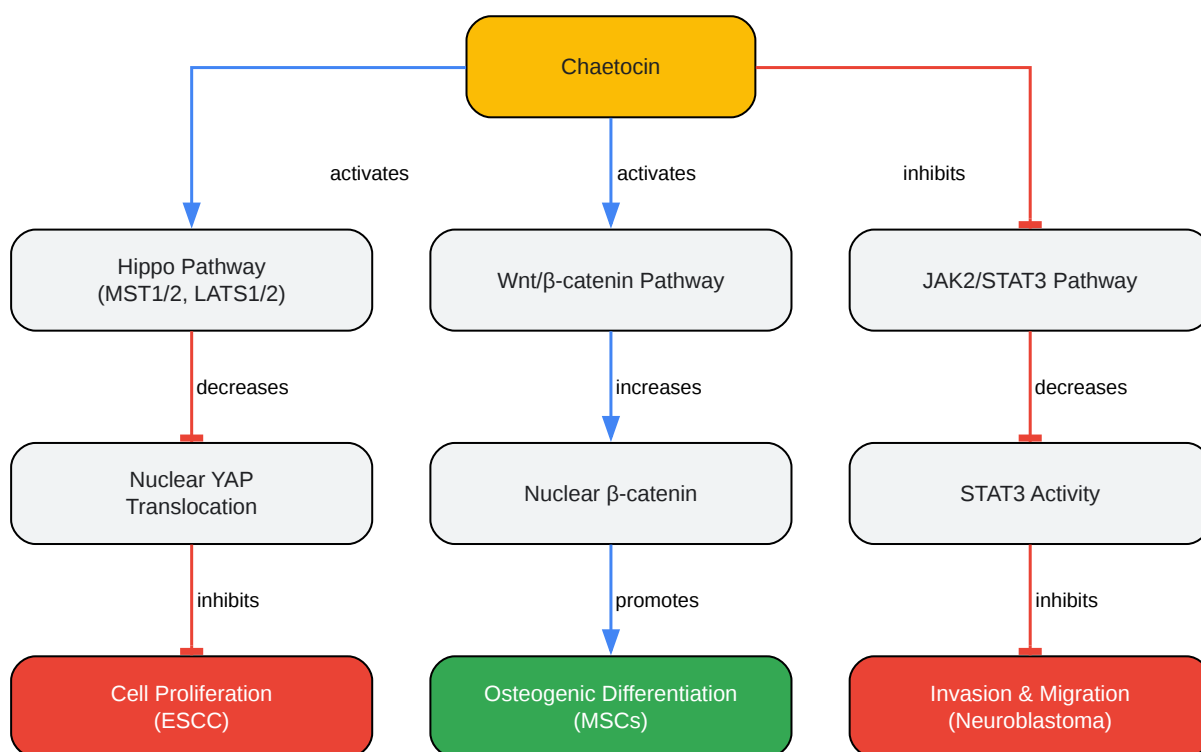 Chaetocin
activates
activates
inhibits
Hippo Pathway
(MST1/2, LATS1/2)
Wnt/β-catenin Pathway
JAK2/STAT3 Pathway
decreases
increases
decreases
Nuclear YAP
Translocation
Nuclear β-catenin
STAT3 Activity
inhibits
promotes
inhibits
Cell Proliferation
(ESCC)
Osteogenic Differentiation
(MSCs)
Invasion & Migration
(Neuroblastoma)